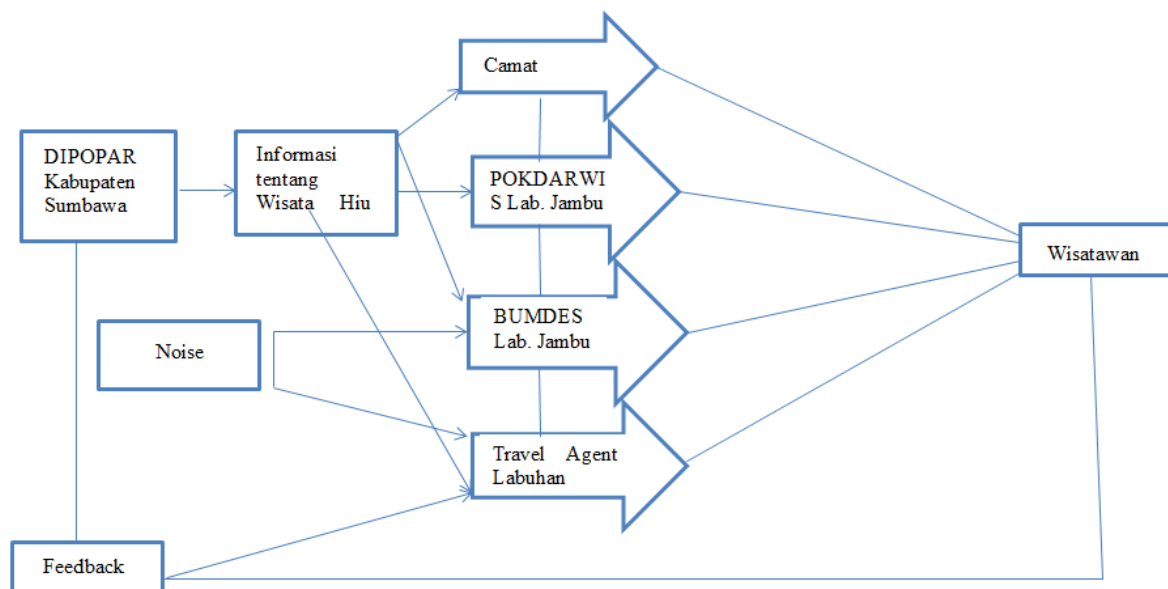 Camat
DIPOPAR
Kabupaten
Sumbawa
Informasi
tentang
Wisata Hiu
POKDARWI
S Lab. Jambu
Wisatawan
BUMDES
Lab. Jambu
Noise
Travel Agent
Labuhan
Feedback